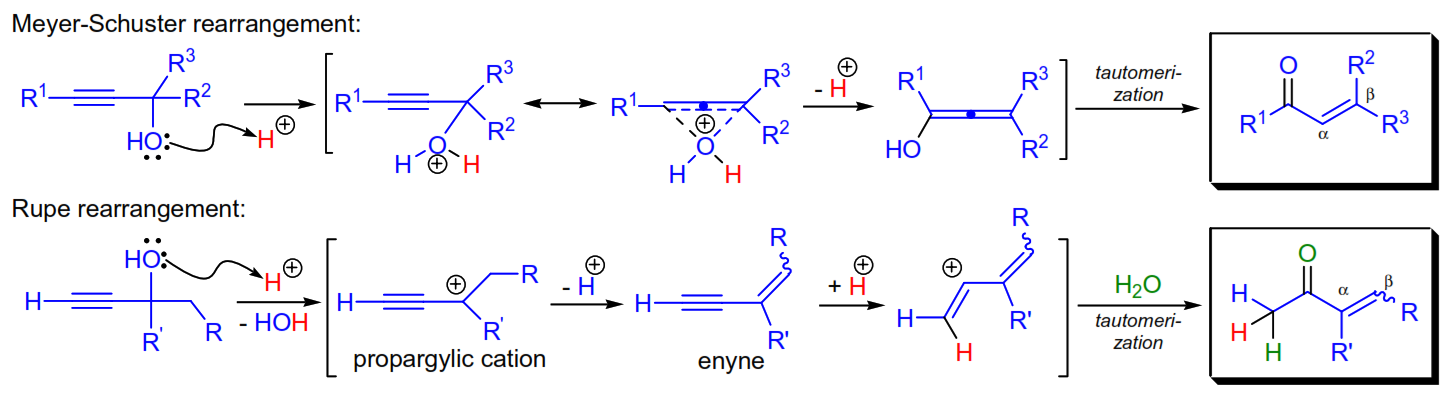 Meyer-Schuster rearrangement:
R¹ R³ R² HO: H ⊕
R¹ R³ R² O ⊕ H H
R¹ R³ R² ⊕ O H H
- H ⊕
R¹ R³ HO R²
tautomeri-
zation
O R² R¹ α β R³
Rupe rearrangement:
H HO: R' R H ⊕
- HOH
H ⊕ R R'
propargylic cation
- H ⊕
H R R'
enyne
+ H ⊕
⊕ R H R' H
H₂O
tautomeri-
zation
O H α β R H H R'